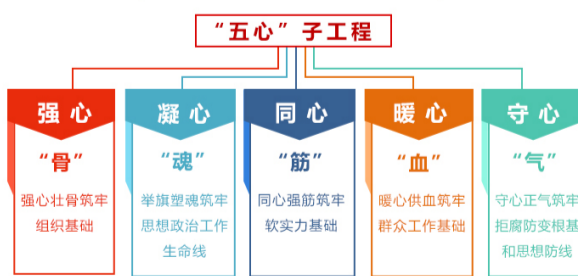 “五心”子工程
强心
“骨”
强心壮骨筑牢
组织基础
凝心
“魂”
举旗塑魂筑牢
思想政治工作
生命线
同心
“筋”
同心强筋筑牢
软实力基础
暖心
“血”
暖心供血筑牢
群众工作基础
守心
“气”
守心正气筑牢
拒腐防变根基
和思想防线